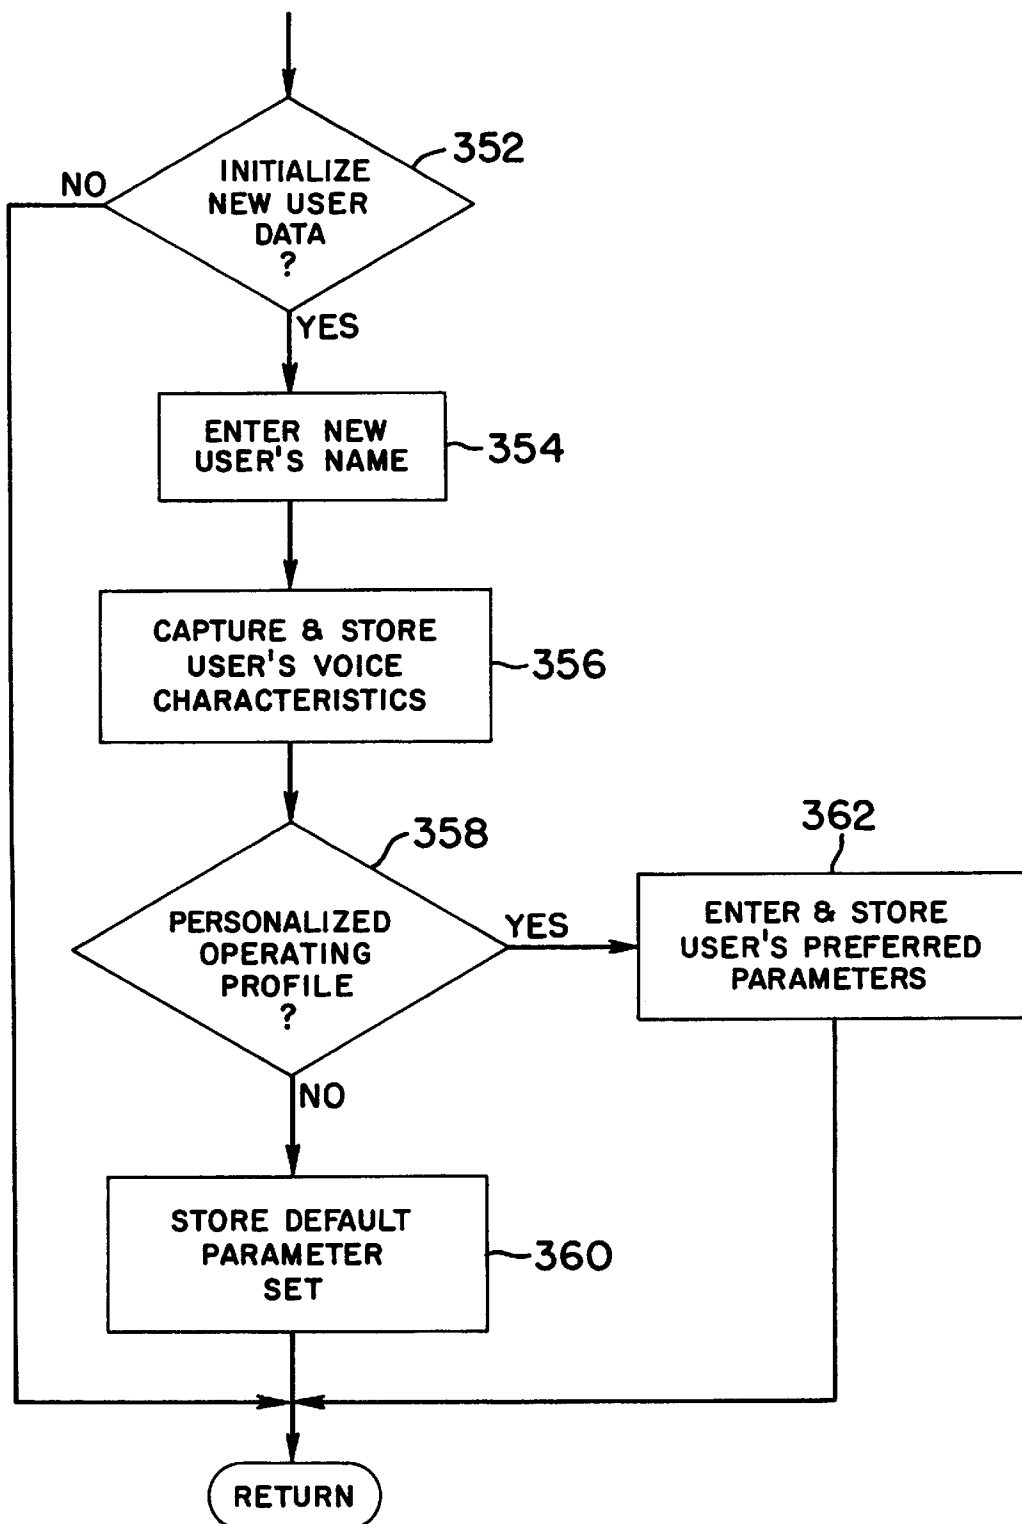 352
INITIALIZE
NEW USER
DATA
?
NO
YES
ENTER NEW
USER'S NAME
354
CAPTURE & STORE
USER'S VOICE
CHARACTERISTICS
356
358
PERSONALIZED
OPERATING
PROFILE
?
YES
362
ENTER & STORE
USER'S PREFERRED
PARAMETERS
NO
STORE DEFAULT
PARAMETER
SET
360
RETURN